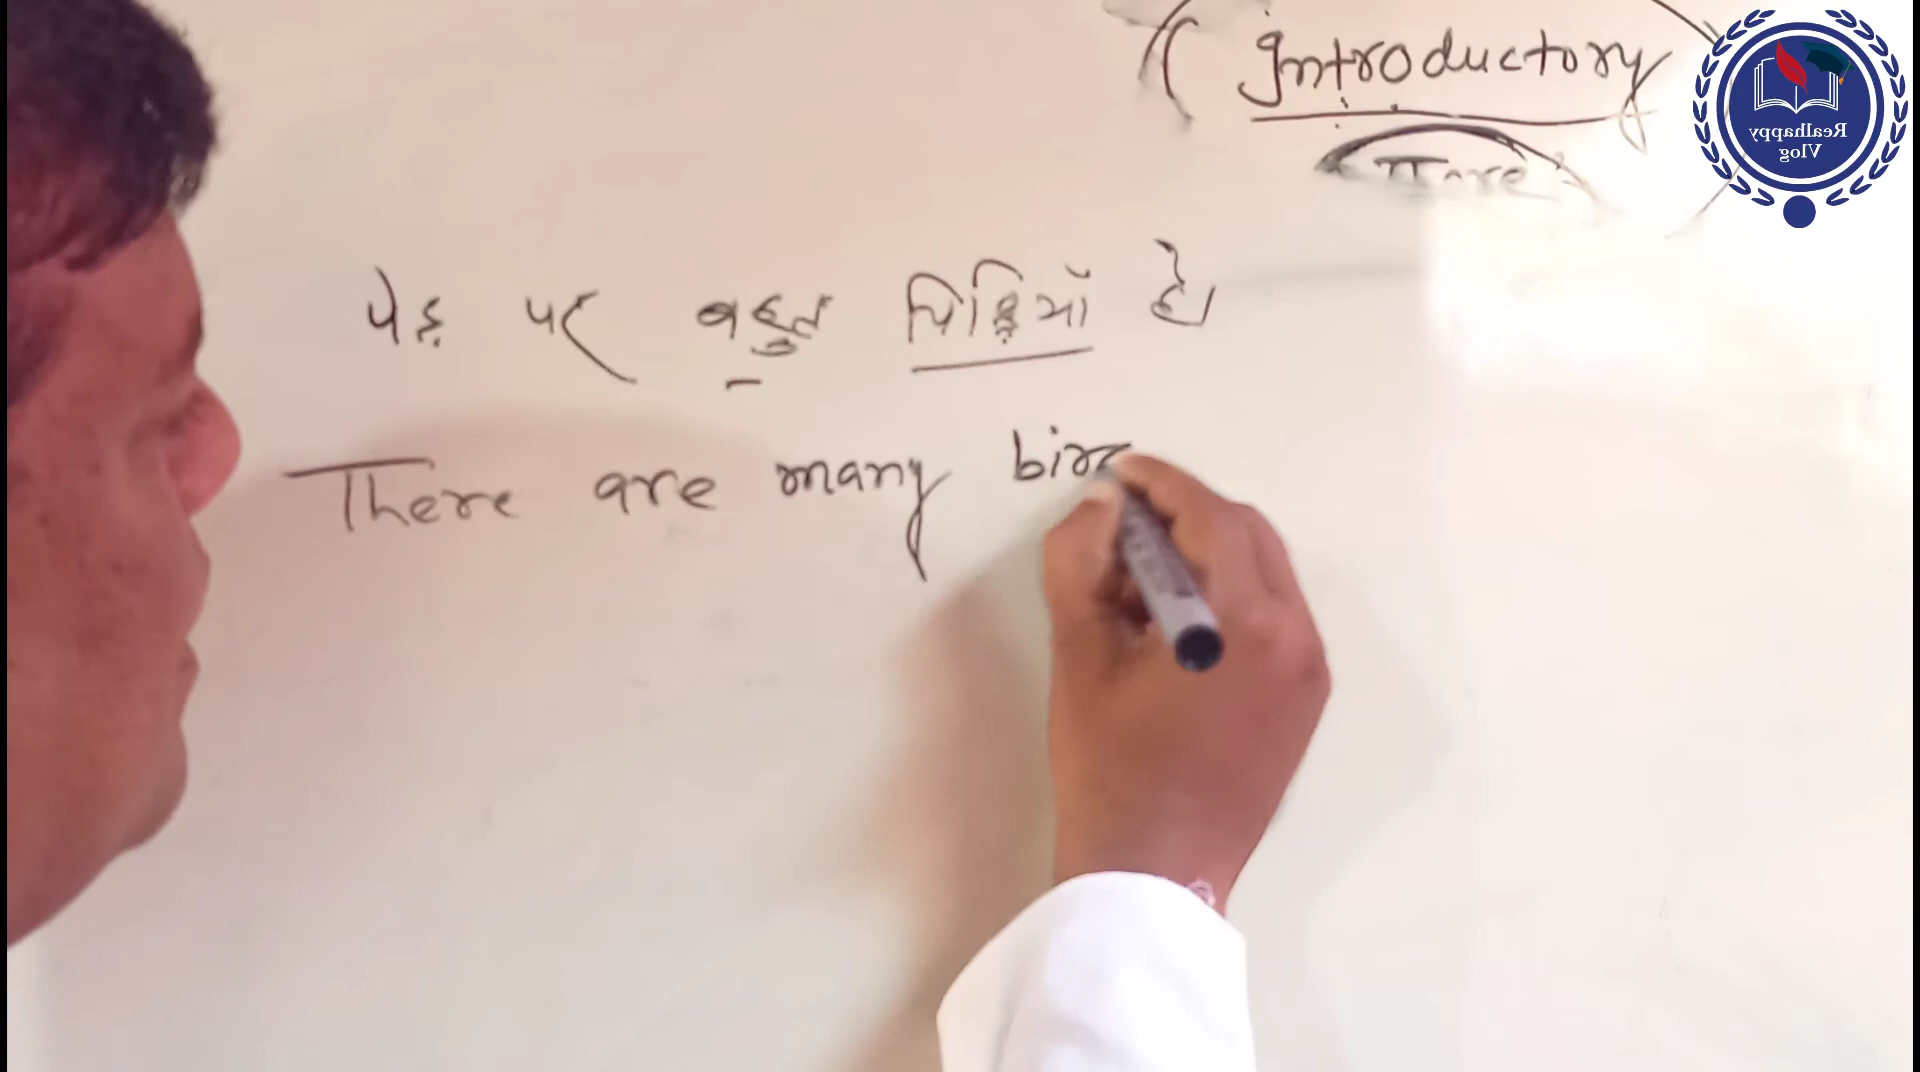 Introductory
Realhappy
Vlog
पेड़ पर बहुत चिड़ियाँ है।
There are many bir